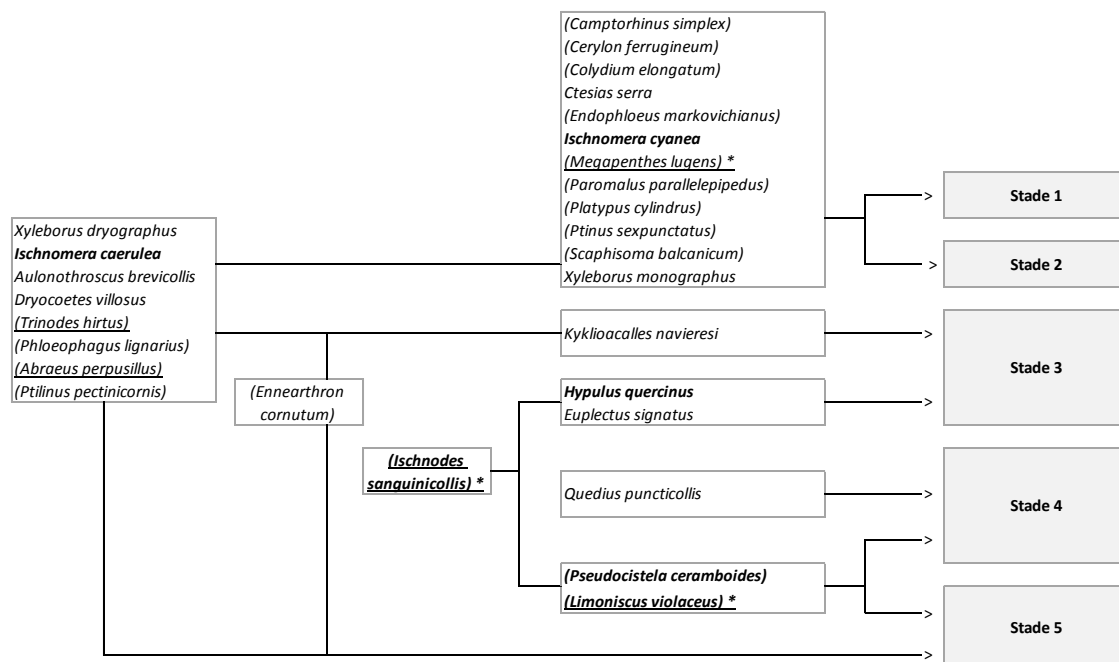 (Camptorhinus simplex)
(Cerylon ferrugineum)
(Colydium elongatum)
Ctesias serra
(Endophloeus markovichianus)
Ischnomera cyanea
(Megapenthes lugens) *
(Paromalus parallelepipedus)
(Platypus cylindrus)
(Ptinus sexpunctatus)
(Scaphisoma balcanicum)
Xyleborus monographus
>
Stade 1
>
Stade 2
Xyleborus dryographus
Ischnomera caerulea
Aulonothroscus brevicollis
Dryocoetes villosus
(Trinodes hirtus)
(Phloeophagus lignarius)
(Abraeus perpusillus)
(Ptilinus pectinicornis)
Kyklioacalles navieresi
>
Stade 3
(Ennearthron
cornutum)
Hypulus quercinus
Euplectus signatus
>
(Ischnodes
sanguinicollis) *
Quedius puncticollis
>
Stade 4
>
(Pseudocistela ceramboides)
(Limoniscus violaceus) *
>
Stade 5
>